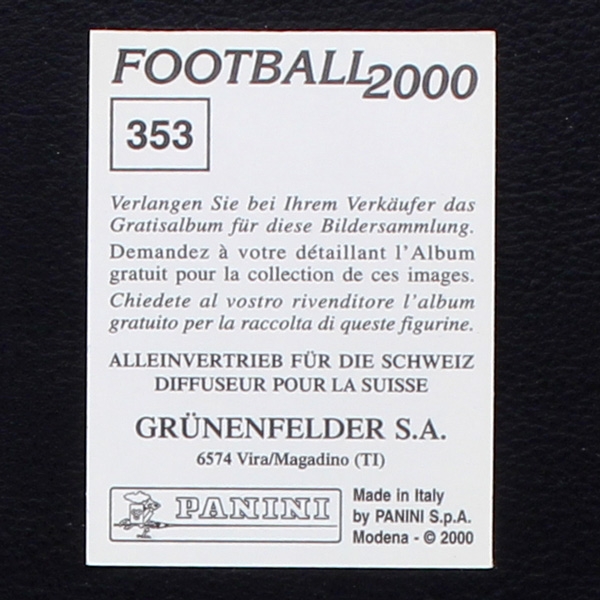 FOOTBALL 2000
353
Verlangen Sie bei Ihrem Verkäufer das
Gratisalbum für diese Bildersammlung.
Demandez à votre détaillant l'Album
gratuit pour la collection de ces images.
Chiedete al vostro rivenditore l'album
gratuito per la raccolta di queste figurine.
ALLEINVERTRIEB FÜR DIE SCHWEIZ
DIFFUSEUR POUR LA SUISSE
GRÜNENFELDER S.A.
6574 Vira/Magadino (TI)
PANINI
Made in Italy
by PANINI S.p.A.
Modena - © 2000